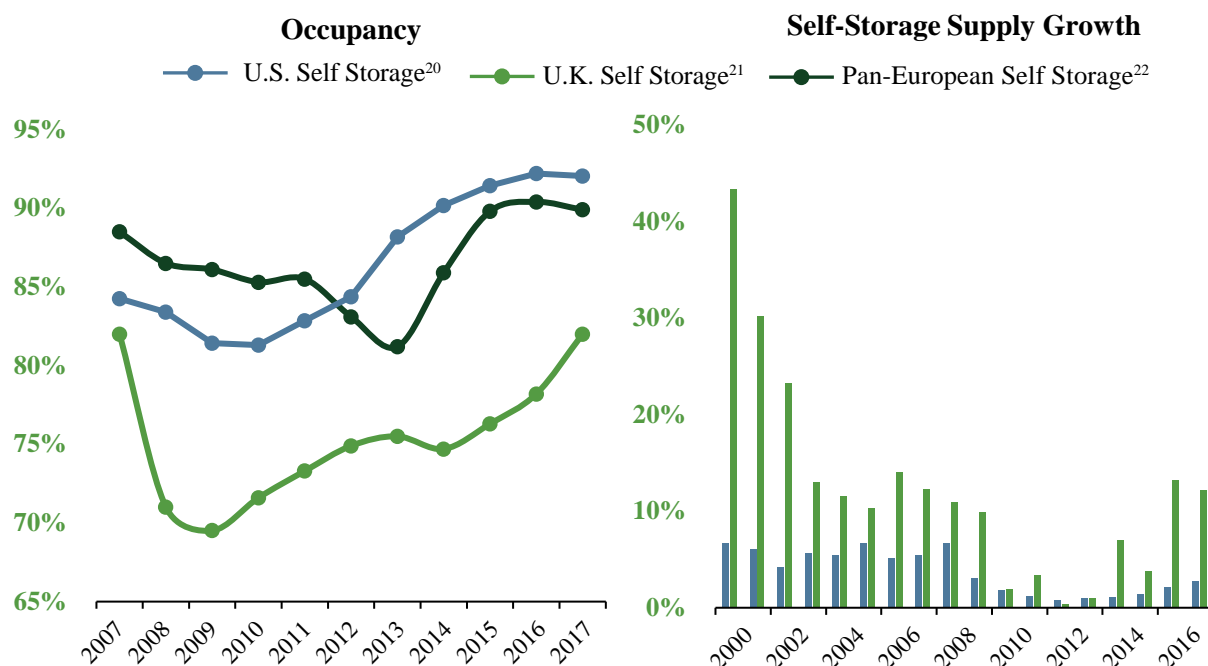 Occupancy
Self-Storage Supply Growth
U.S. Self Storage20
U.K. Self Storage21
Pan-European Self Storage22
95%
90%
85%
80%
75%
70%
65%
2007 2008 2009 2010 2011 2012 2013 2014 2015 2016 2017
50%
40%
30%
20%
10%
0%
2000 2002 2004 2006 2008 2010 2012 2014 2016